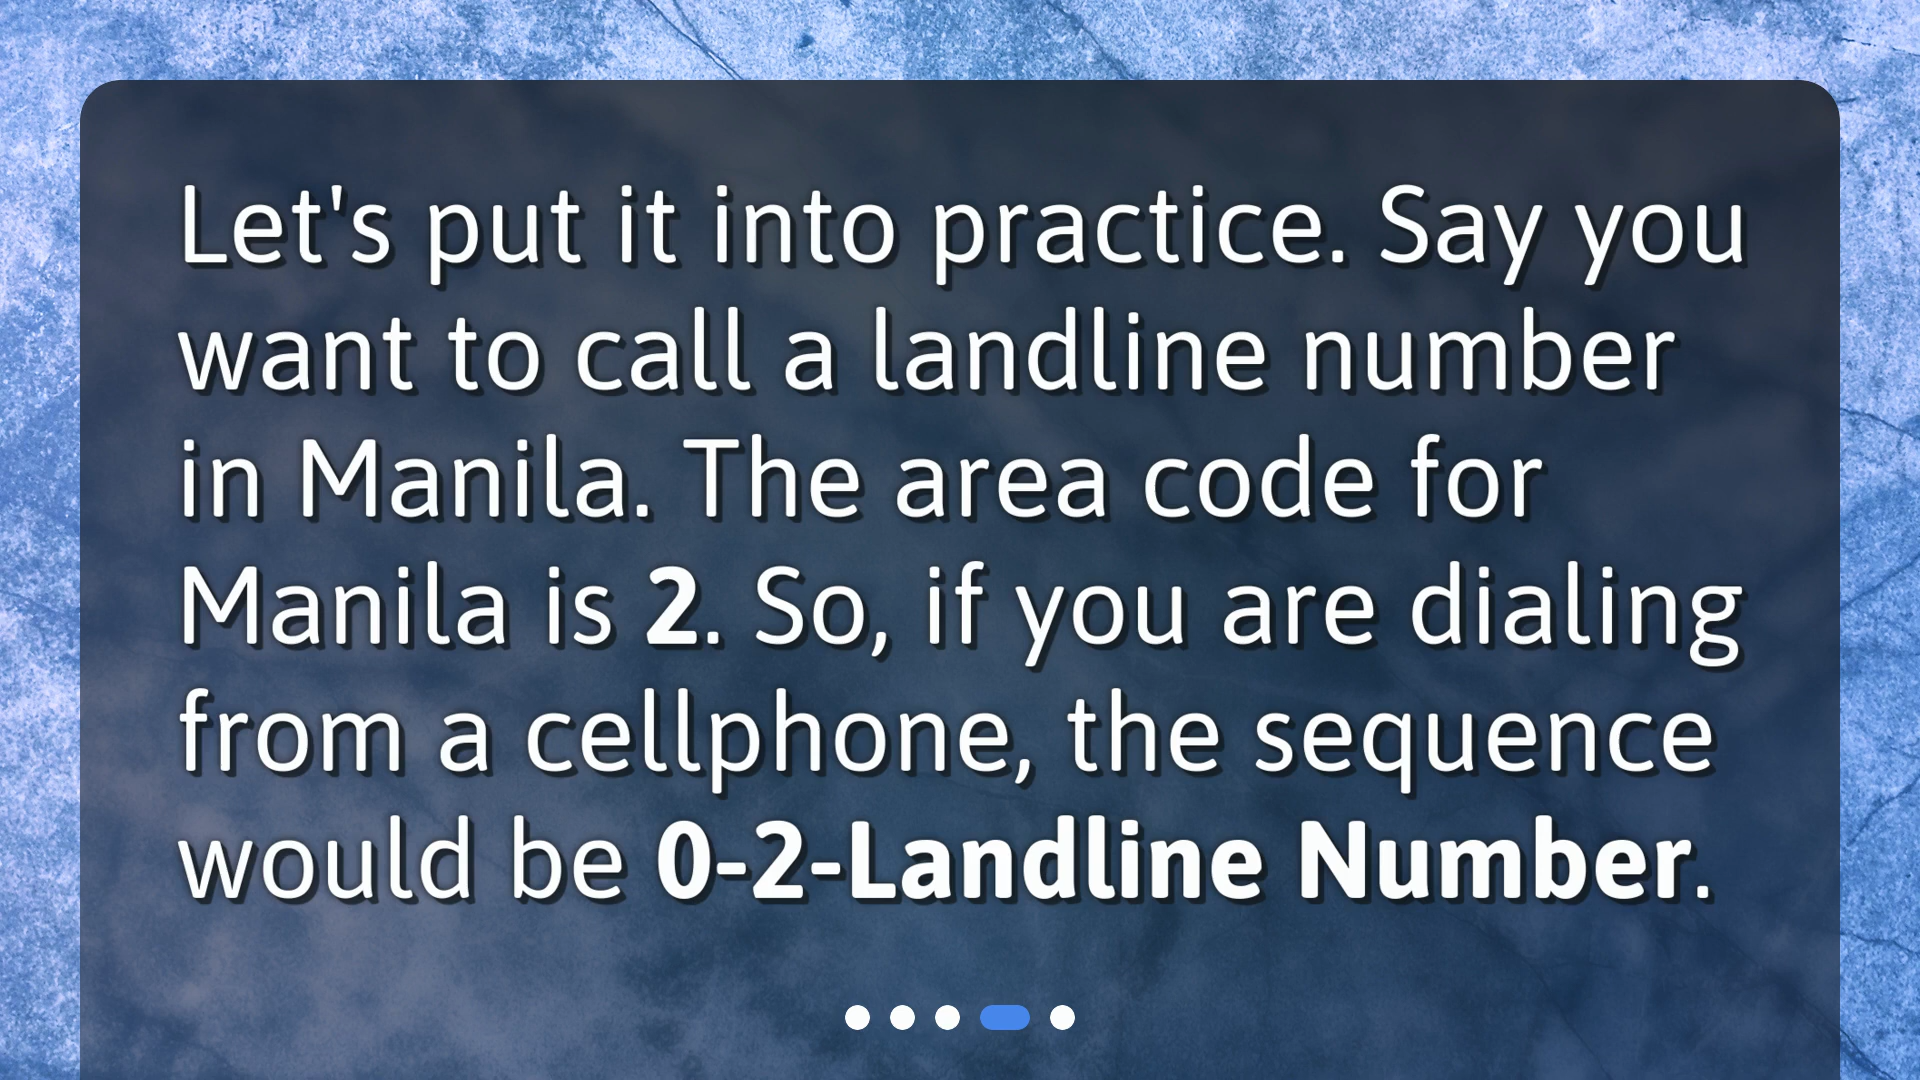 Let's put it into practice. Say you
want to call a landline number
in Manila. The area code for
Manila is 2. So, if you are dialing
from a cellphone, the sequence
would be 0-2-Landline Number.